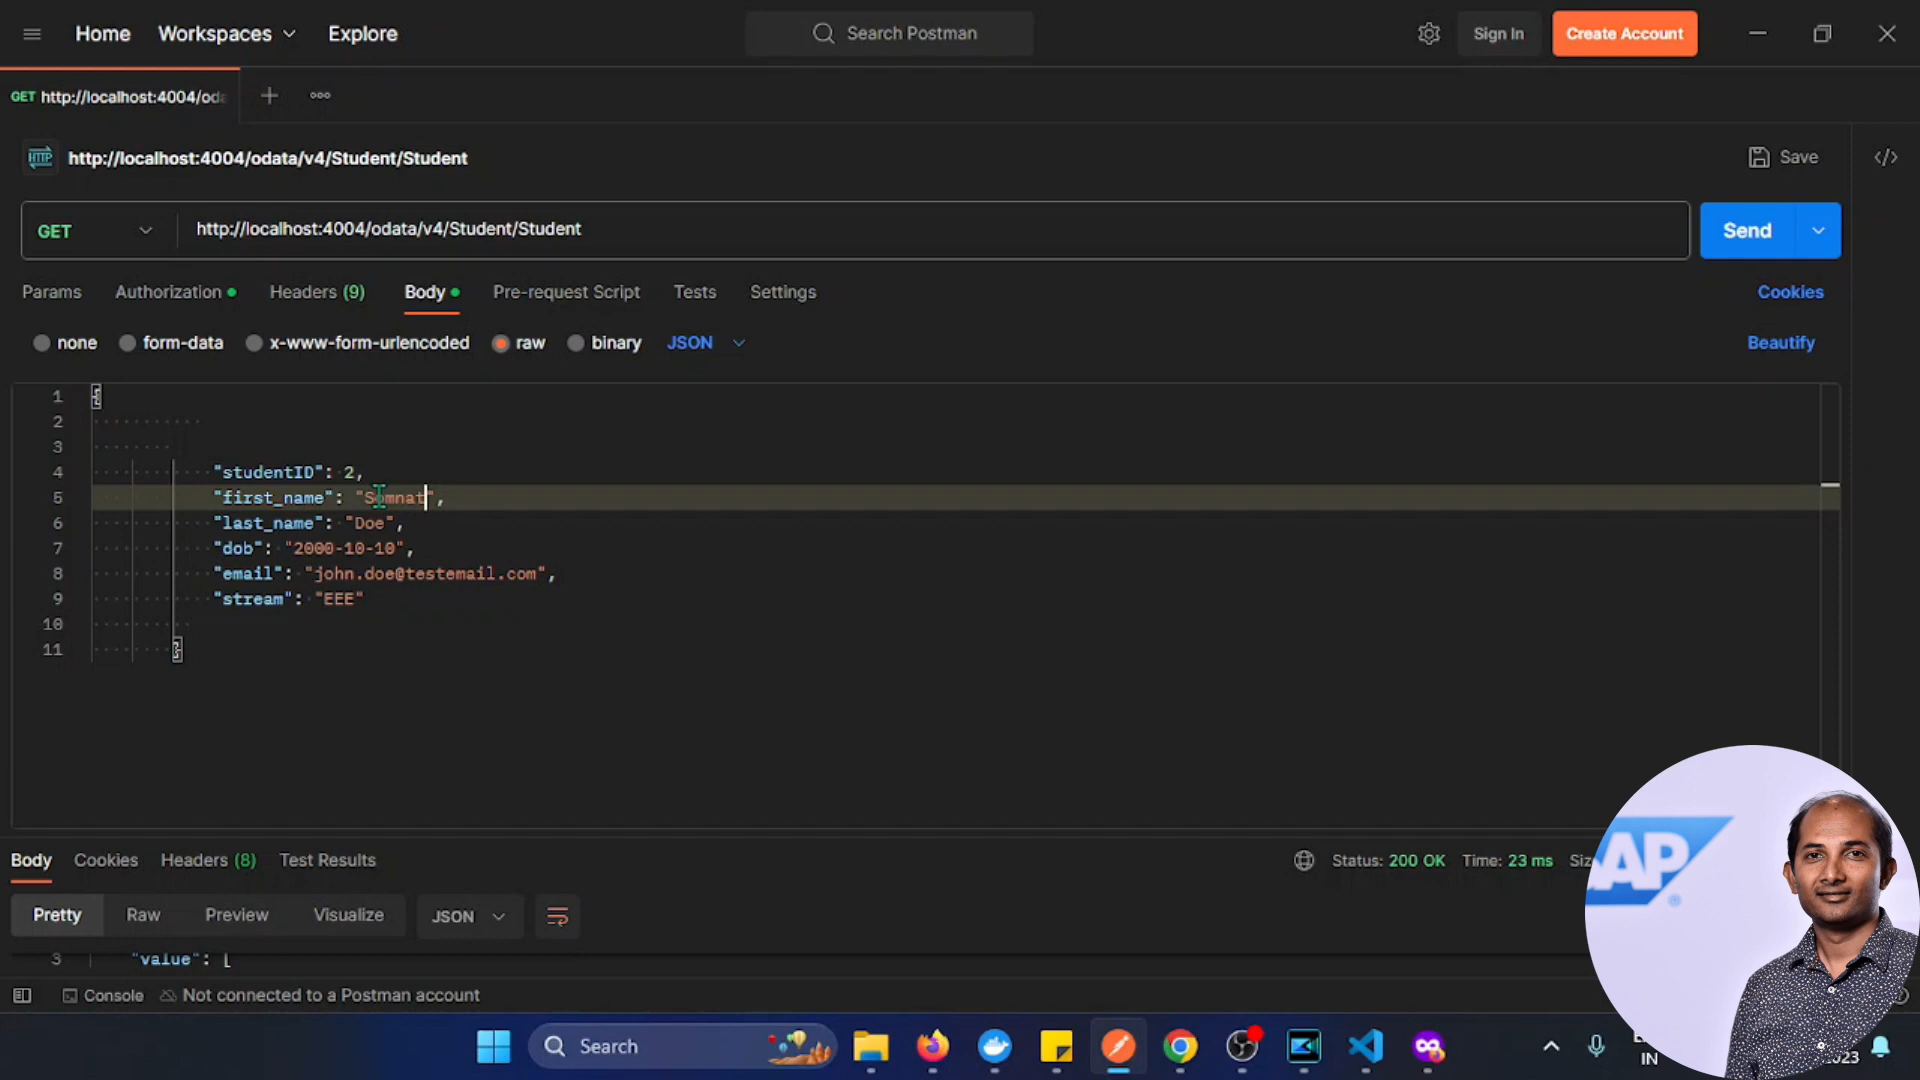 Home Workspaces Explore Search Postman Sign In Create Account
GET http://localhost:4004/od
HTTP http://localhost:4004/odata/v4/Student/Student Save </>
GET http://localhost:4004/odata/v4/Student/Student Send
Params Authorization Headers (9) Body Pre-request Script Tests Settings Cookies
none form-data x-www-form-urlencoded raw binary JSON Beautify
1 {
2
3
4 "studentID": 2,
5 "first_name": "Somnat",
6 "last_name": "Doe",
7 "dob": "2000-10-10",
8 "email": "john.doe@testemail.com",
9 "stream": "EEE"
10
11 }
Body Cookies Headers (8) Test Results Status: 200 OK Time: 23 ms
Pretty Raw Preview Visualize JSON
3 "value": [
Console Not connected to a Postman account
Search
IN